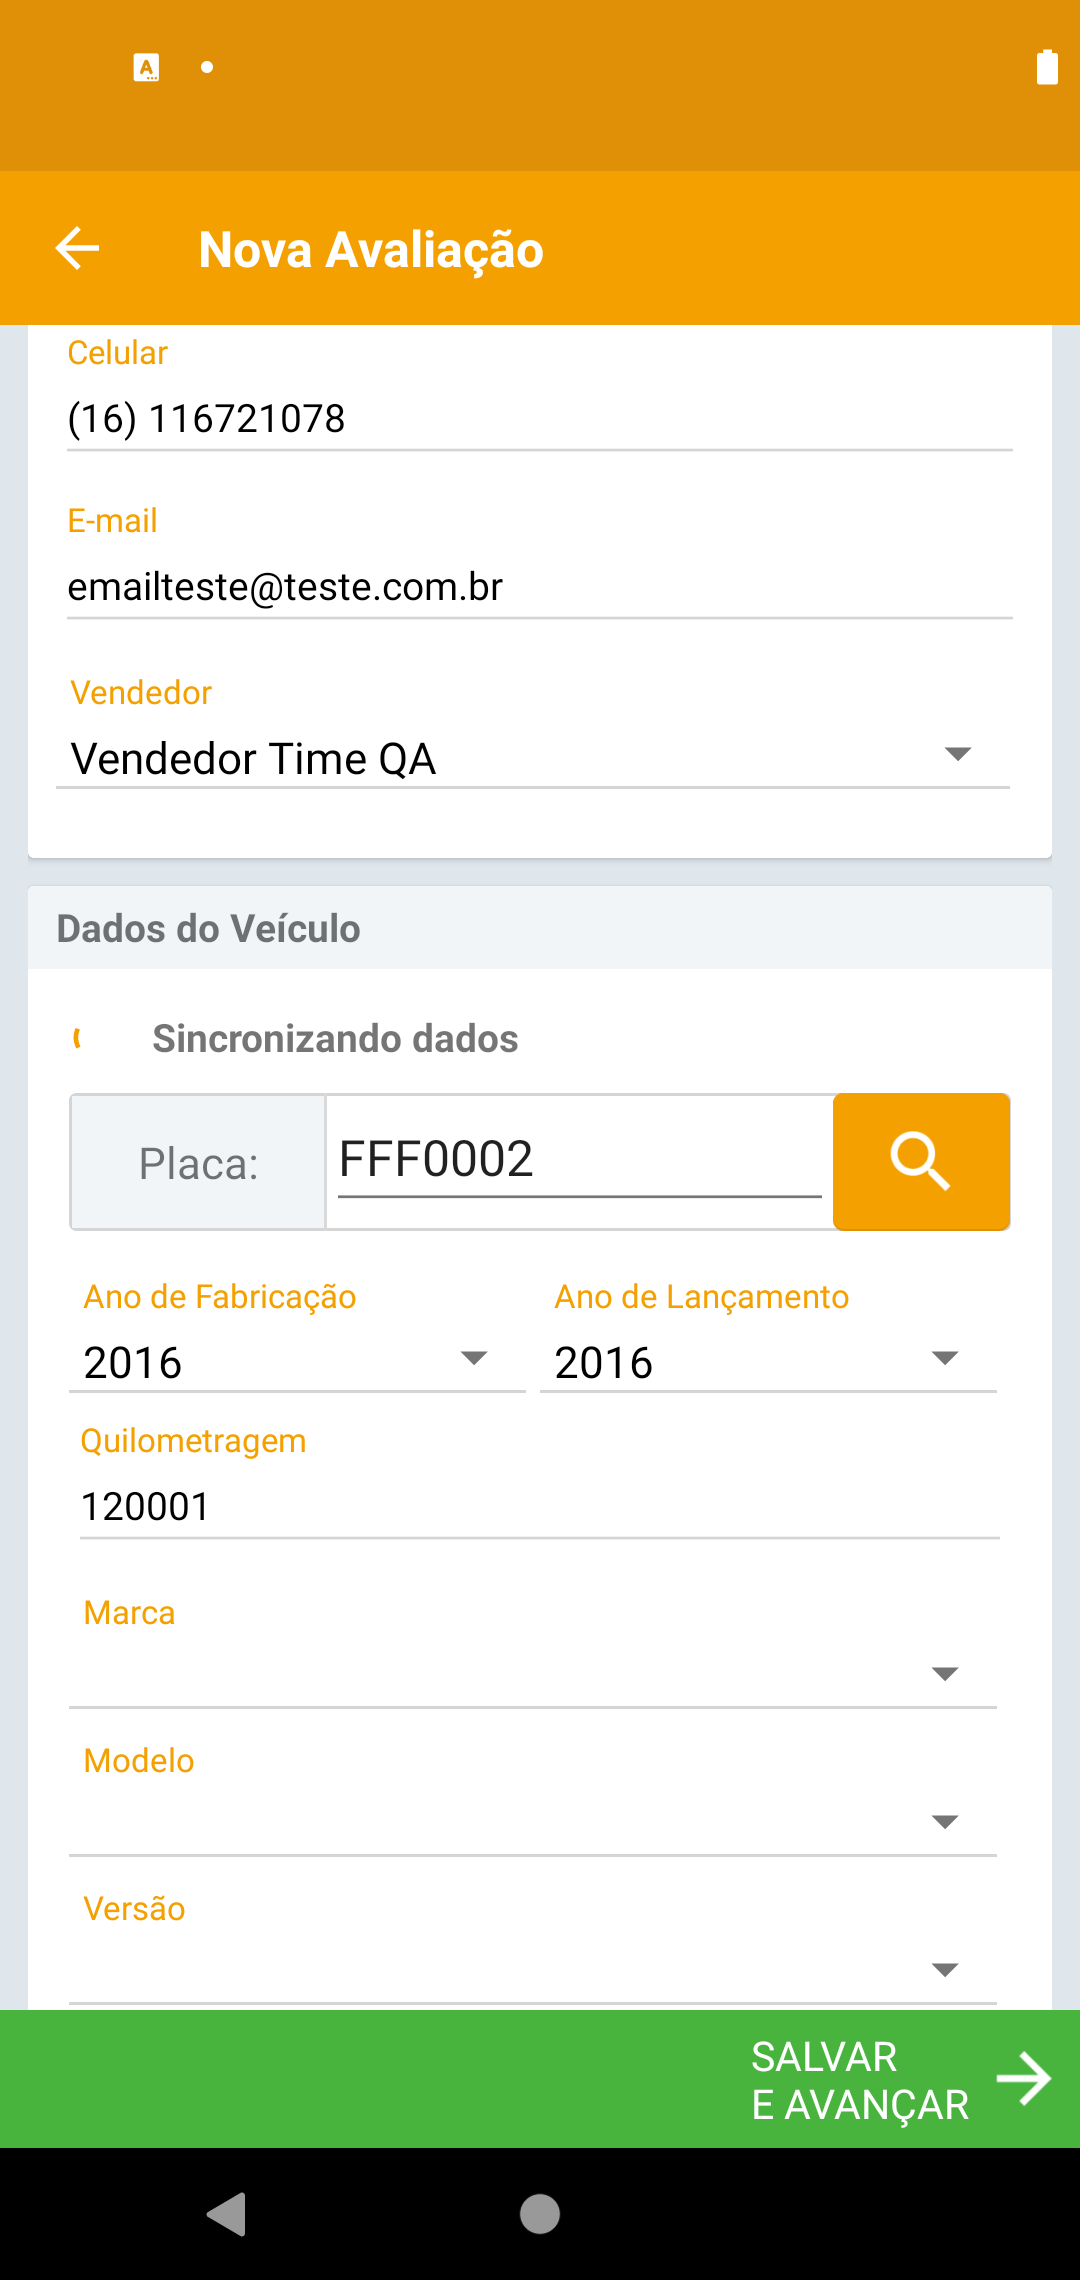 Nova Avaliação
Celular
(16) 116721078
E-mail
emailteste@teste.com.br
Vendedor
Vendedor Time QA
Dados do Veículo
Sincronizando dados
Placa: FFF0002
Ano de Fabricação Ano de Lançamento
2016 2016
Quilometragem
120001
Marca
Modelo
Versão
SALVAR
E AVANÇAR